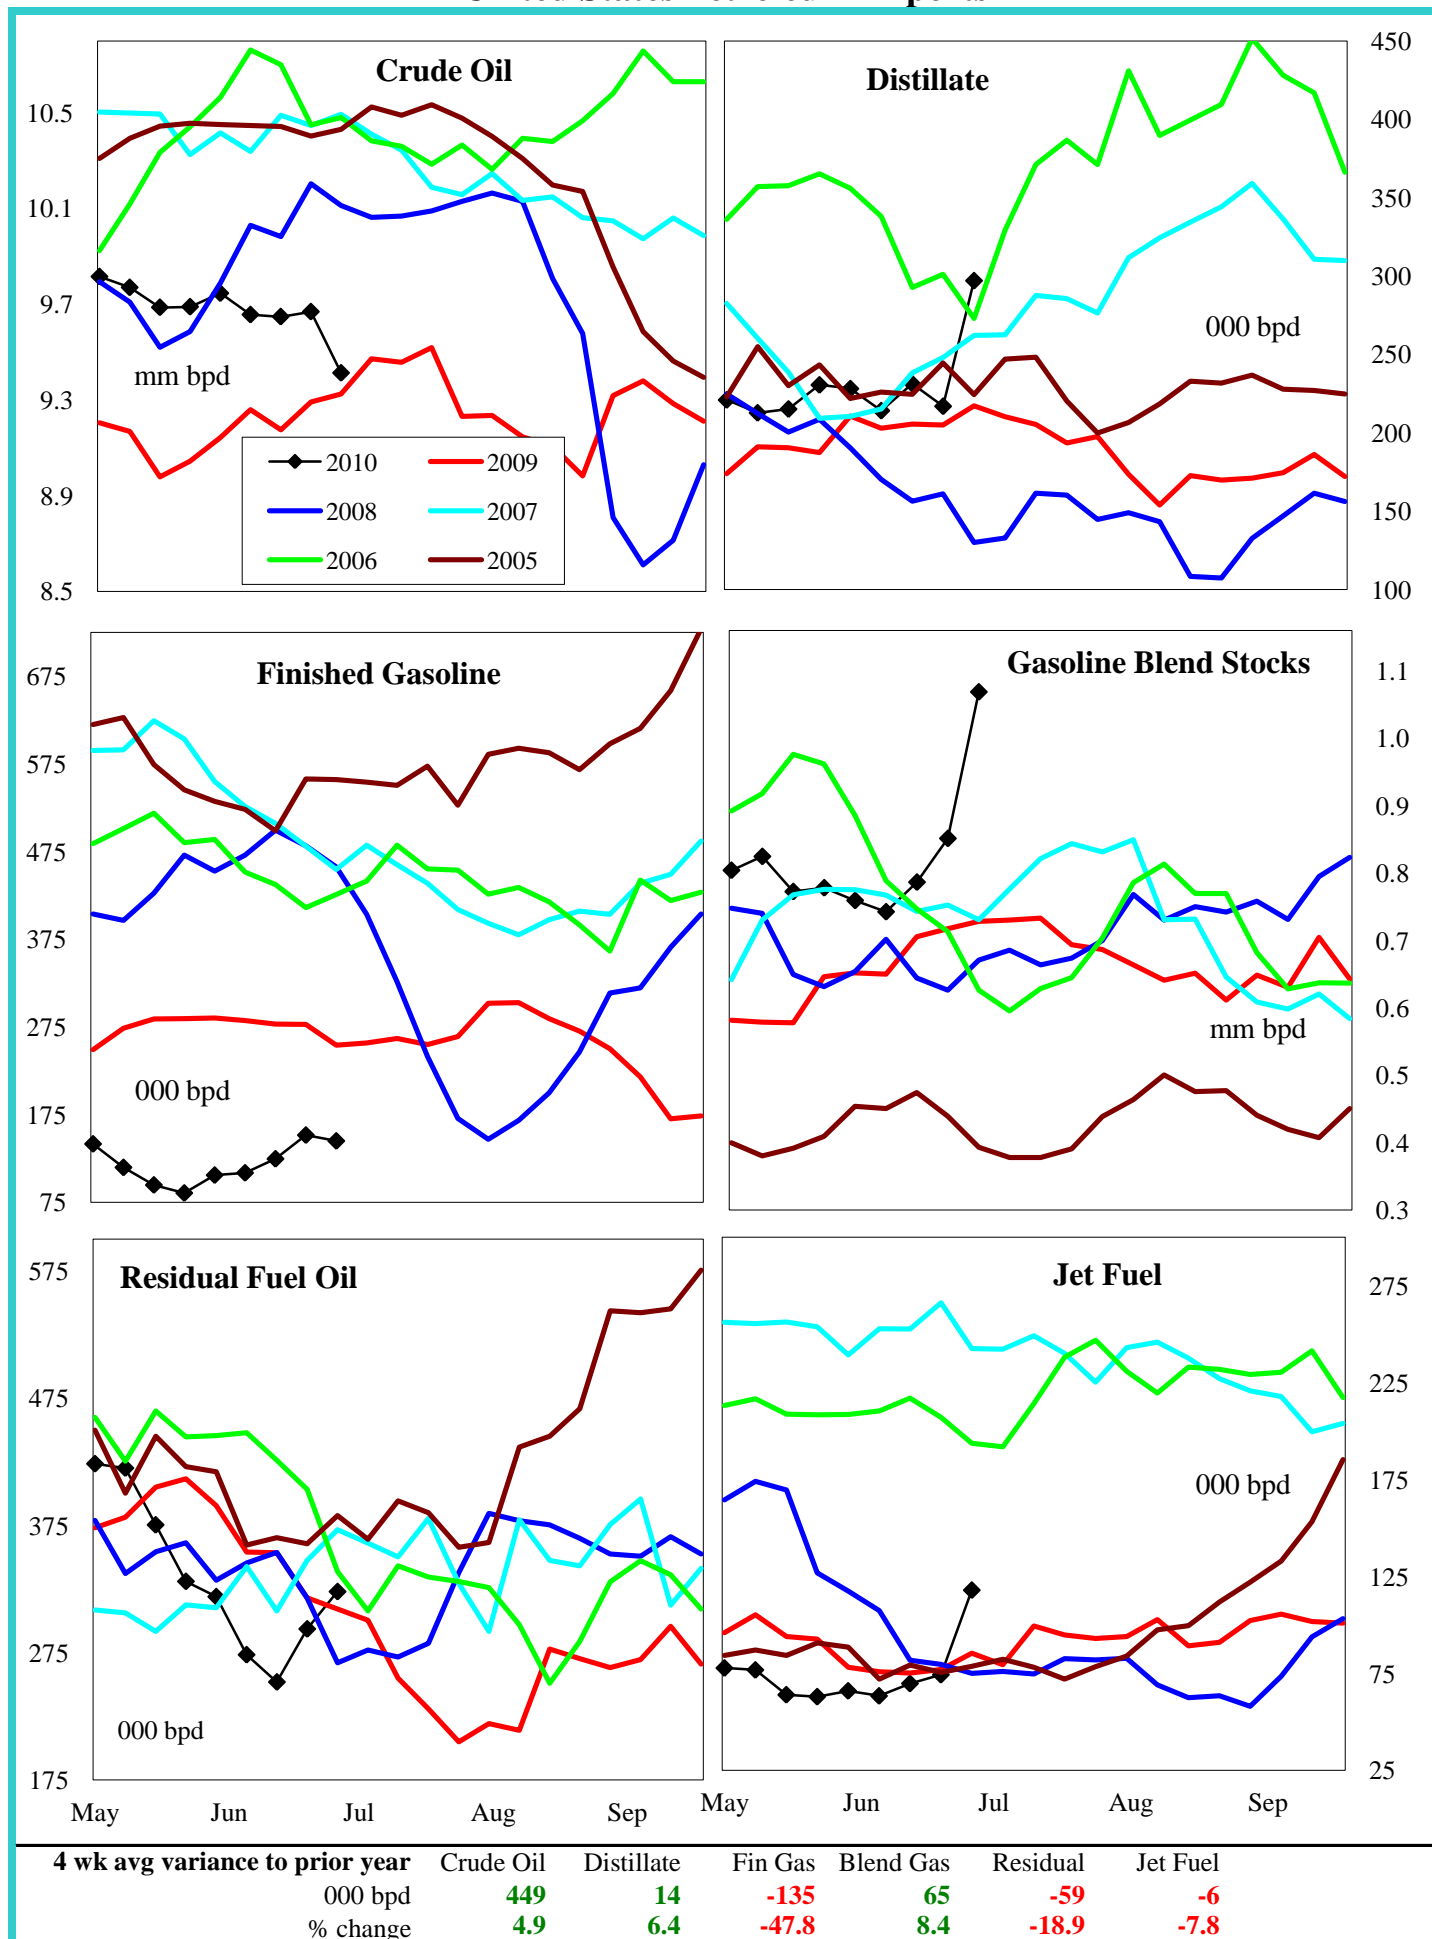 Crude Oil
10.5
10.1
9.7
9.3
8.9
8.5
mm bpd
2010
2009
2008
2007
2006
2005
Distillate
000 bpd
450
400
350
300
250
200
150
100
Finished Gasoline
675
575
475
375
275
175
75
000 bpd
Gasoline Blend Stocks
mm bpd
1.1
1.0
0.9
0.8
0.7
0.6
0.5
0.4
0.3
Residual Fuel Oil
575
475
375
275
175
000 bpd
May Jun Jul Aug Sep
Jet Fuel
000 bpd
275
225
175
125
75
25
May Jun Jul Aug Sep
4 wk avg variance to prior year Crude Oil Distillate Fin Gas Blend Gas Residual Jet Fuel
000 bpd 449 14 -135 65 -59 -6
% change 4.9 6.4 -47.8 8.4 -18.9 -7.8